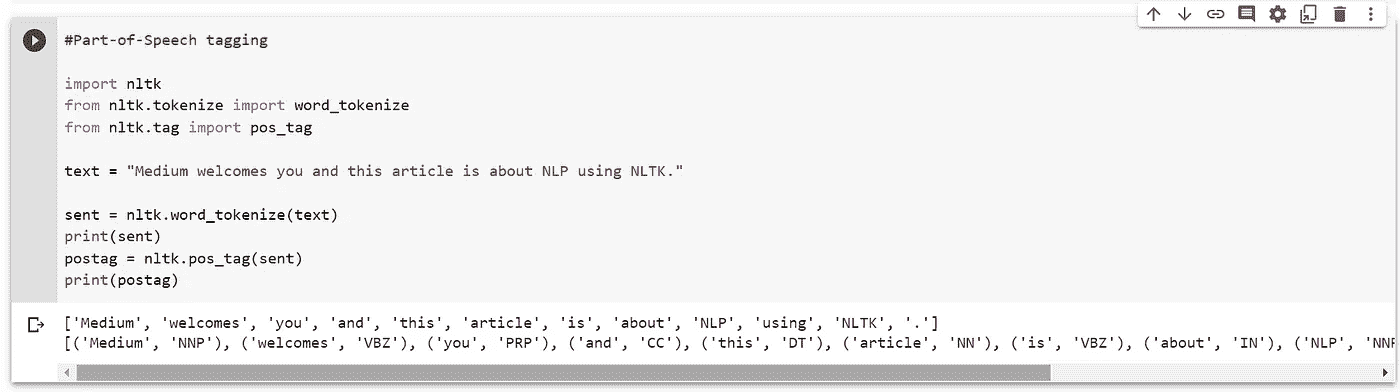 #Part-of-Speech tagging
import nltk
from nltk.tokenize import word_tokenize
from nltk.tag import pos_tag
text = "Medium welcomes you and this article is about NLP using NLTK."
sent = nltk.word_tokenize(text)
print(sent)
postag = nltk.pos_tag(sent)
print(postag)
['Medium', 'welcomes', 'you', 'and', 'this', 'article', 'is', 'about', 'NLP', 'using', 'NLTK', '.']
[('Medium', 'NNP'), ('welcomes', 'VBZ'), ('you', 'PRP'), ('and', 'CC'), ('this', 'DT'), ('article', 'NN'), ('is', 'VBZ'), ('about', 'IN'), ('NLP',